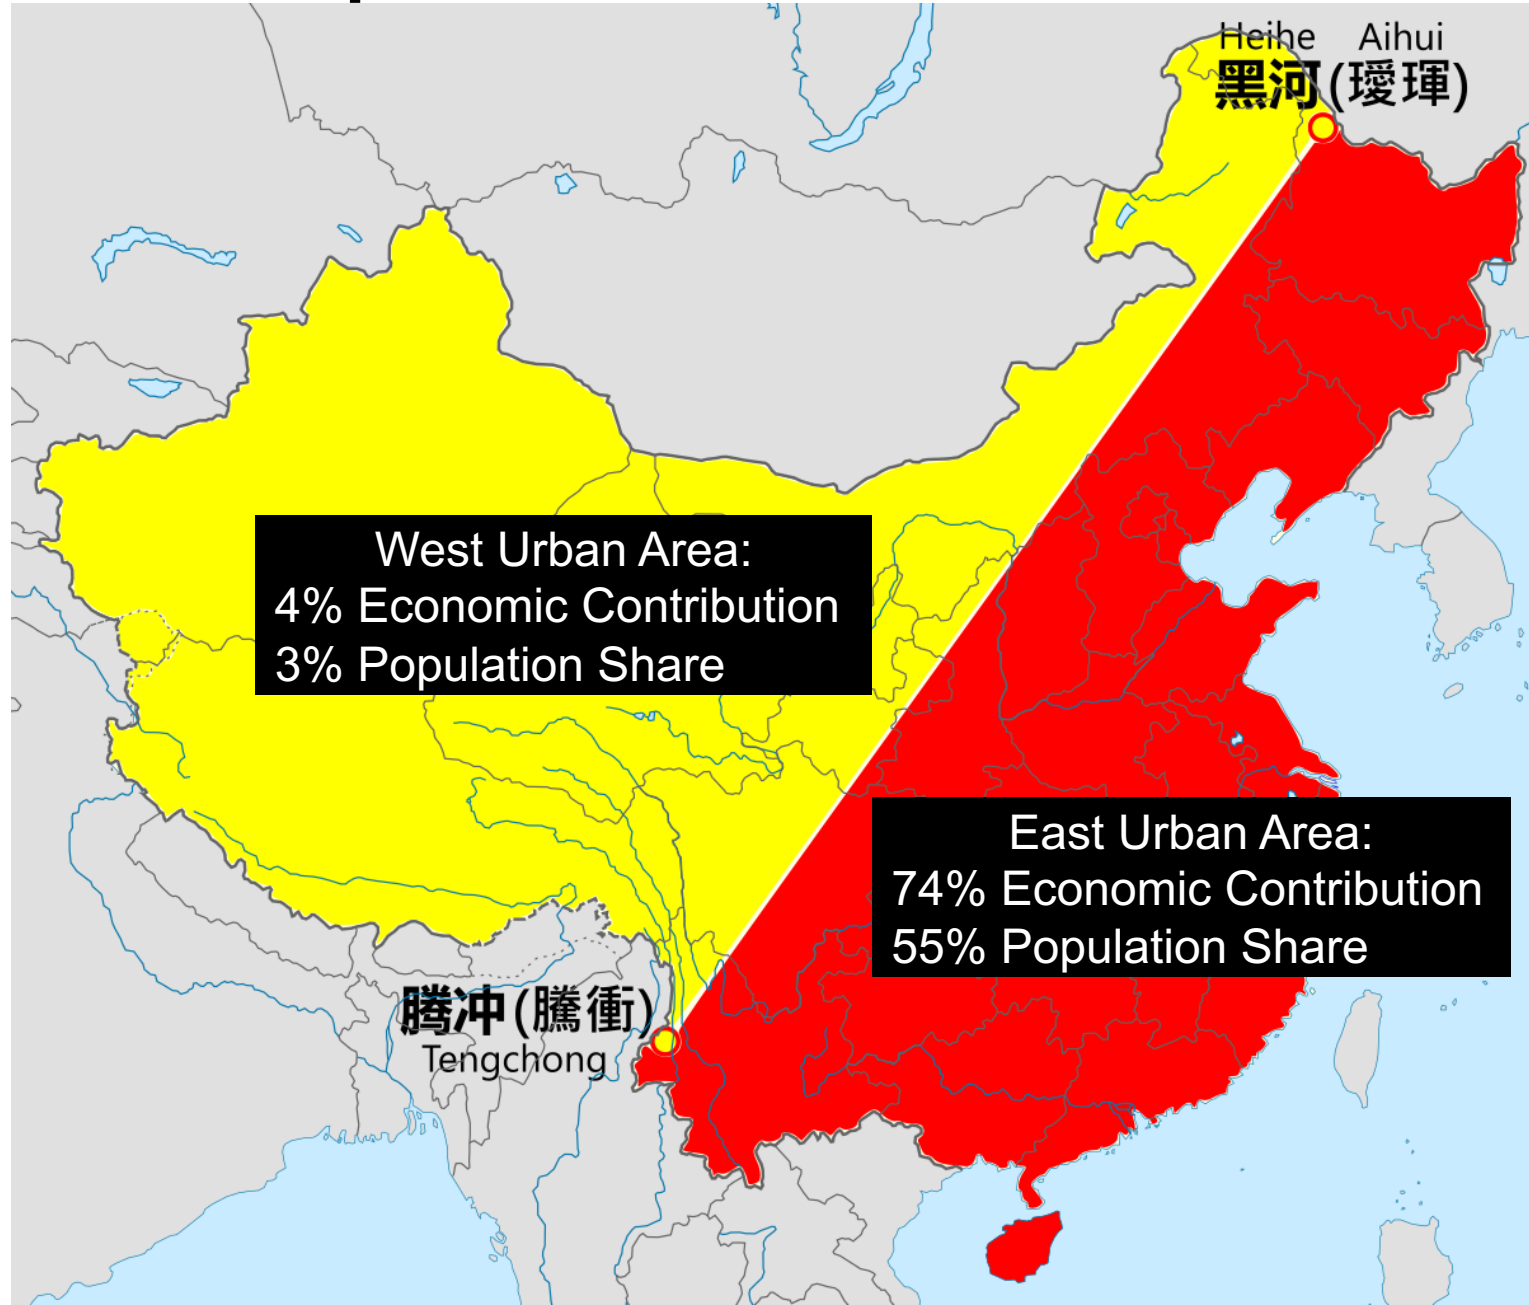 Heihe Aihui
黑河(璦琿)
West Urban Area:
4% Economic Contribution
3% Population Share
East Urban Area:
74% Economic Contribution
55% Population Share
腾冲(騰衝)
Tengchong